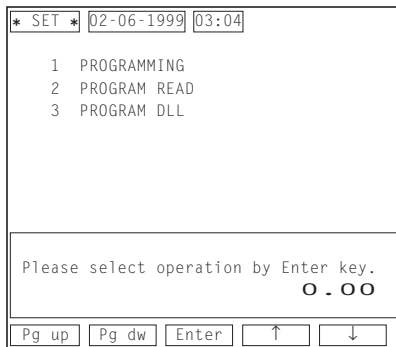 * SET * 02-06-1999 03:04
1 PROGRAMMING
2 PROGRAM READ
3 PROGRAM DLL
Please select operation by Enter key.
0.00
Pg up Pg dw Enter ↑ ↓